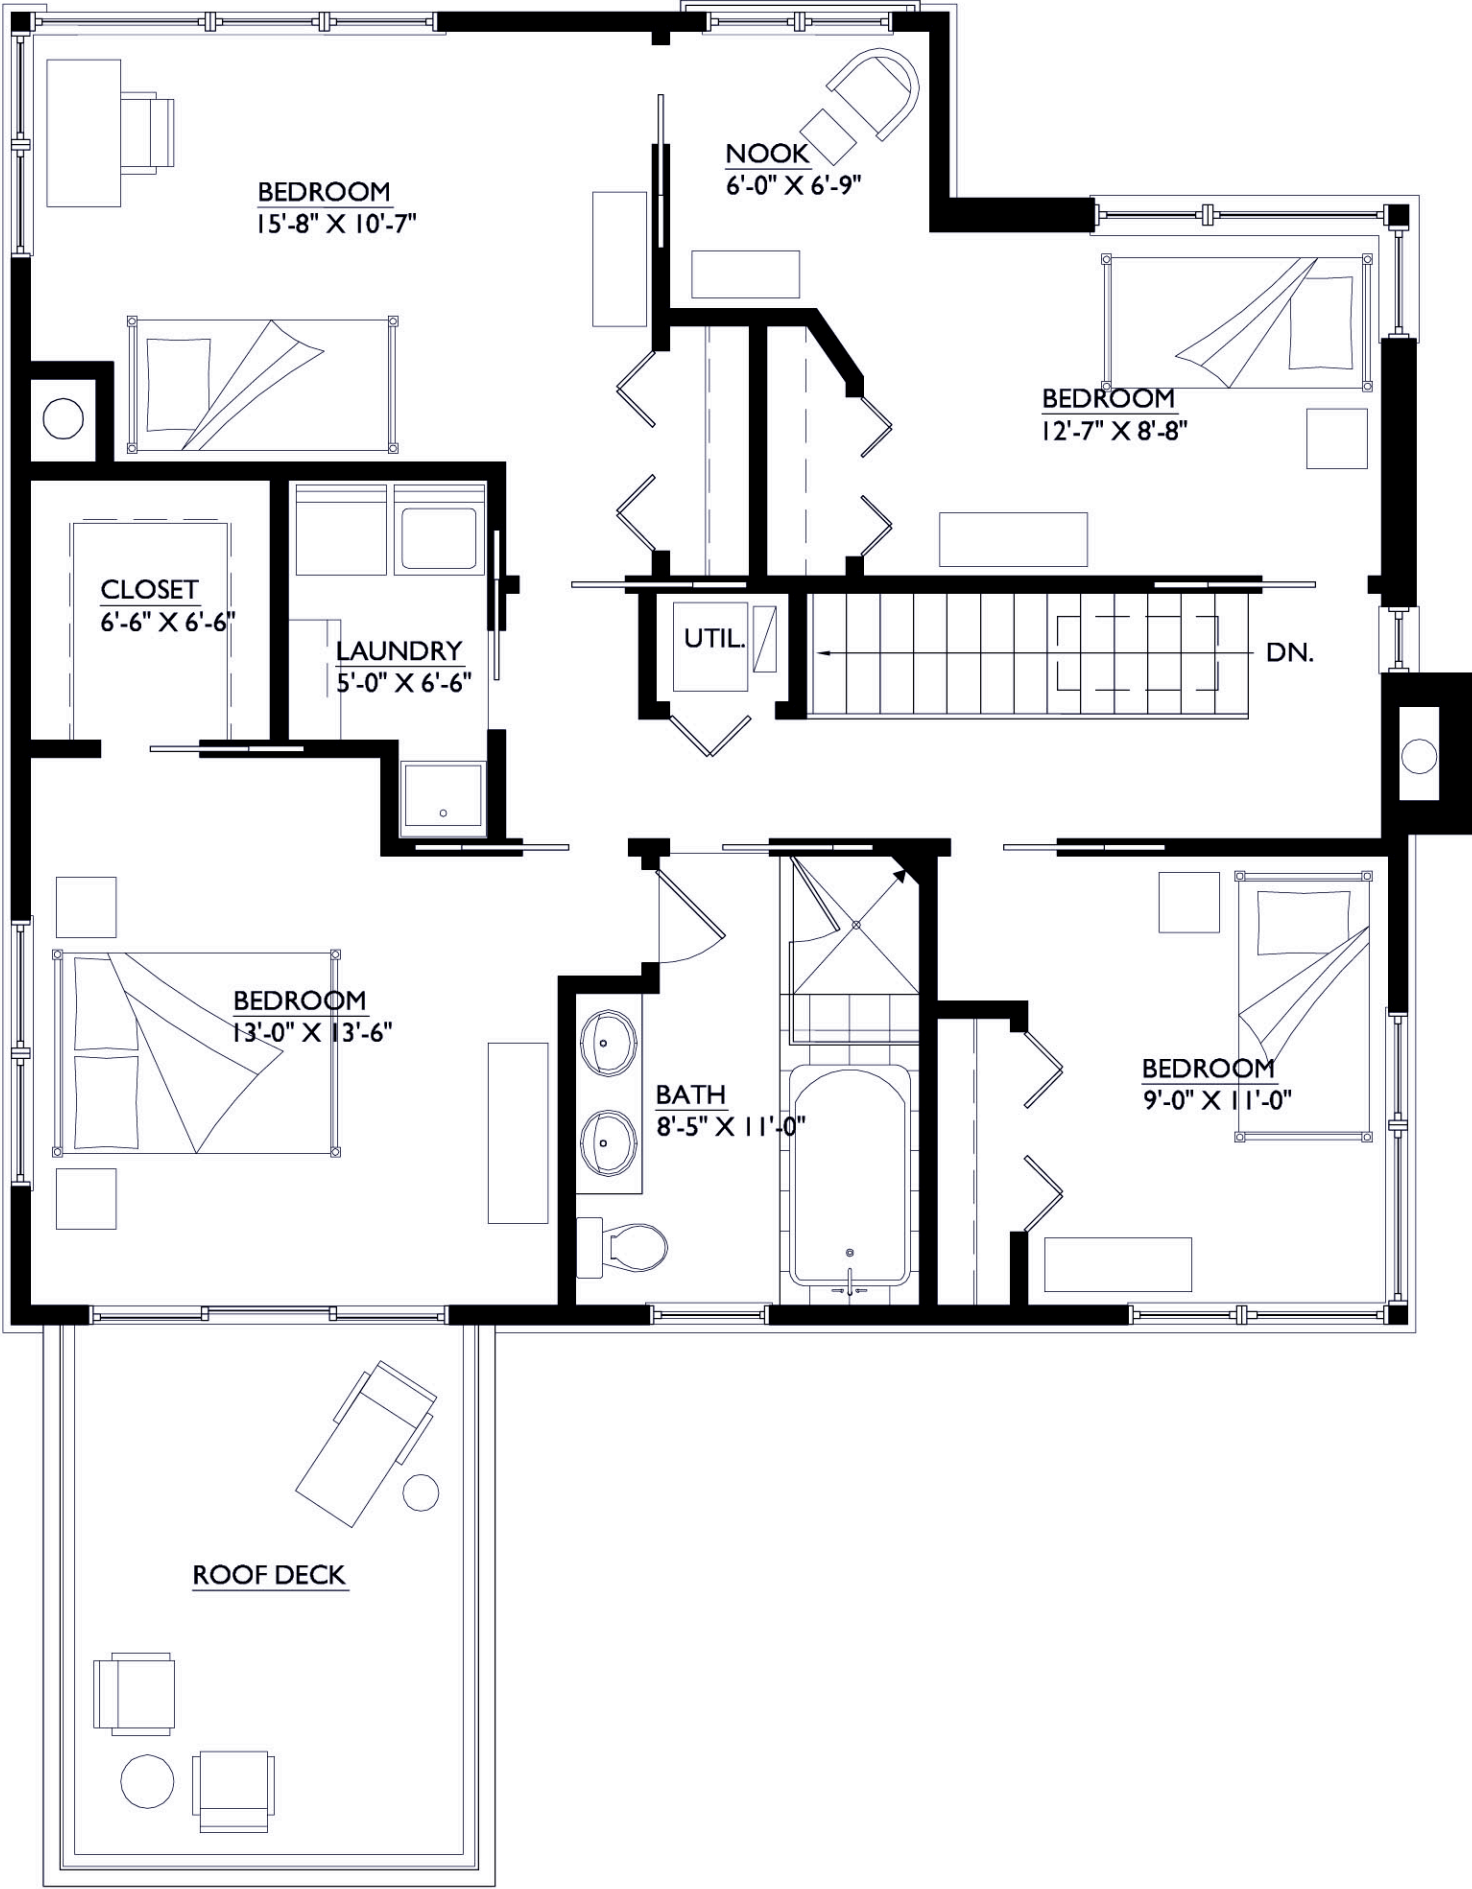 NOOK
6'-0" X 6'-9"
BEDROOM
15'-8" X 10'-7"
BEDROOM
12'-7" X 8'-8"
CLOSET
6'-6" X 6'-6"
LAUNDRY
5'-0" X 6'-6"
UTIL.
DN.
BEDROOM
13'-0" X 13'-6"
BATH
8'-5" X 11'-0"
BEDROOM
9'-0" X 11'-0"
ROOF DECK